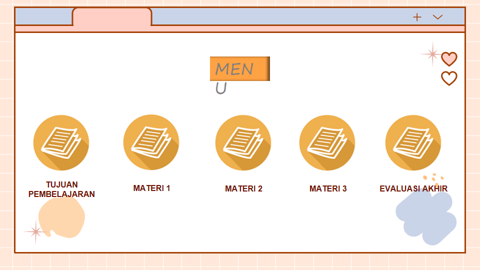 MEN
U
TUJUAN
PEMBELAJARAN
MATERI 1
MATERI 2
MATERI 3
EVALUASI AKHIR